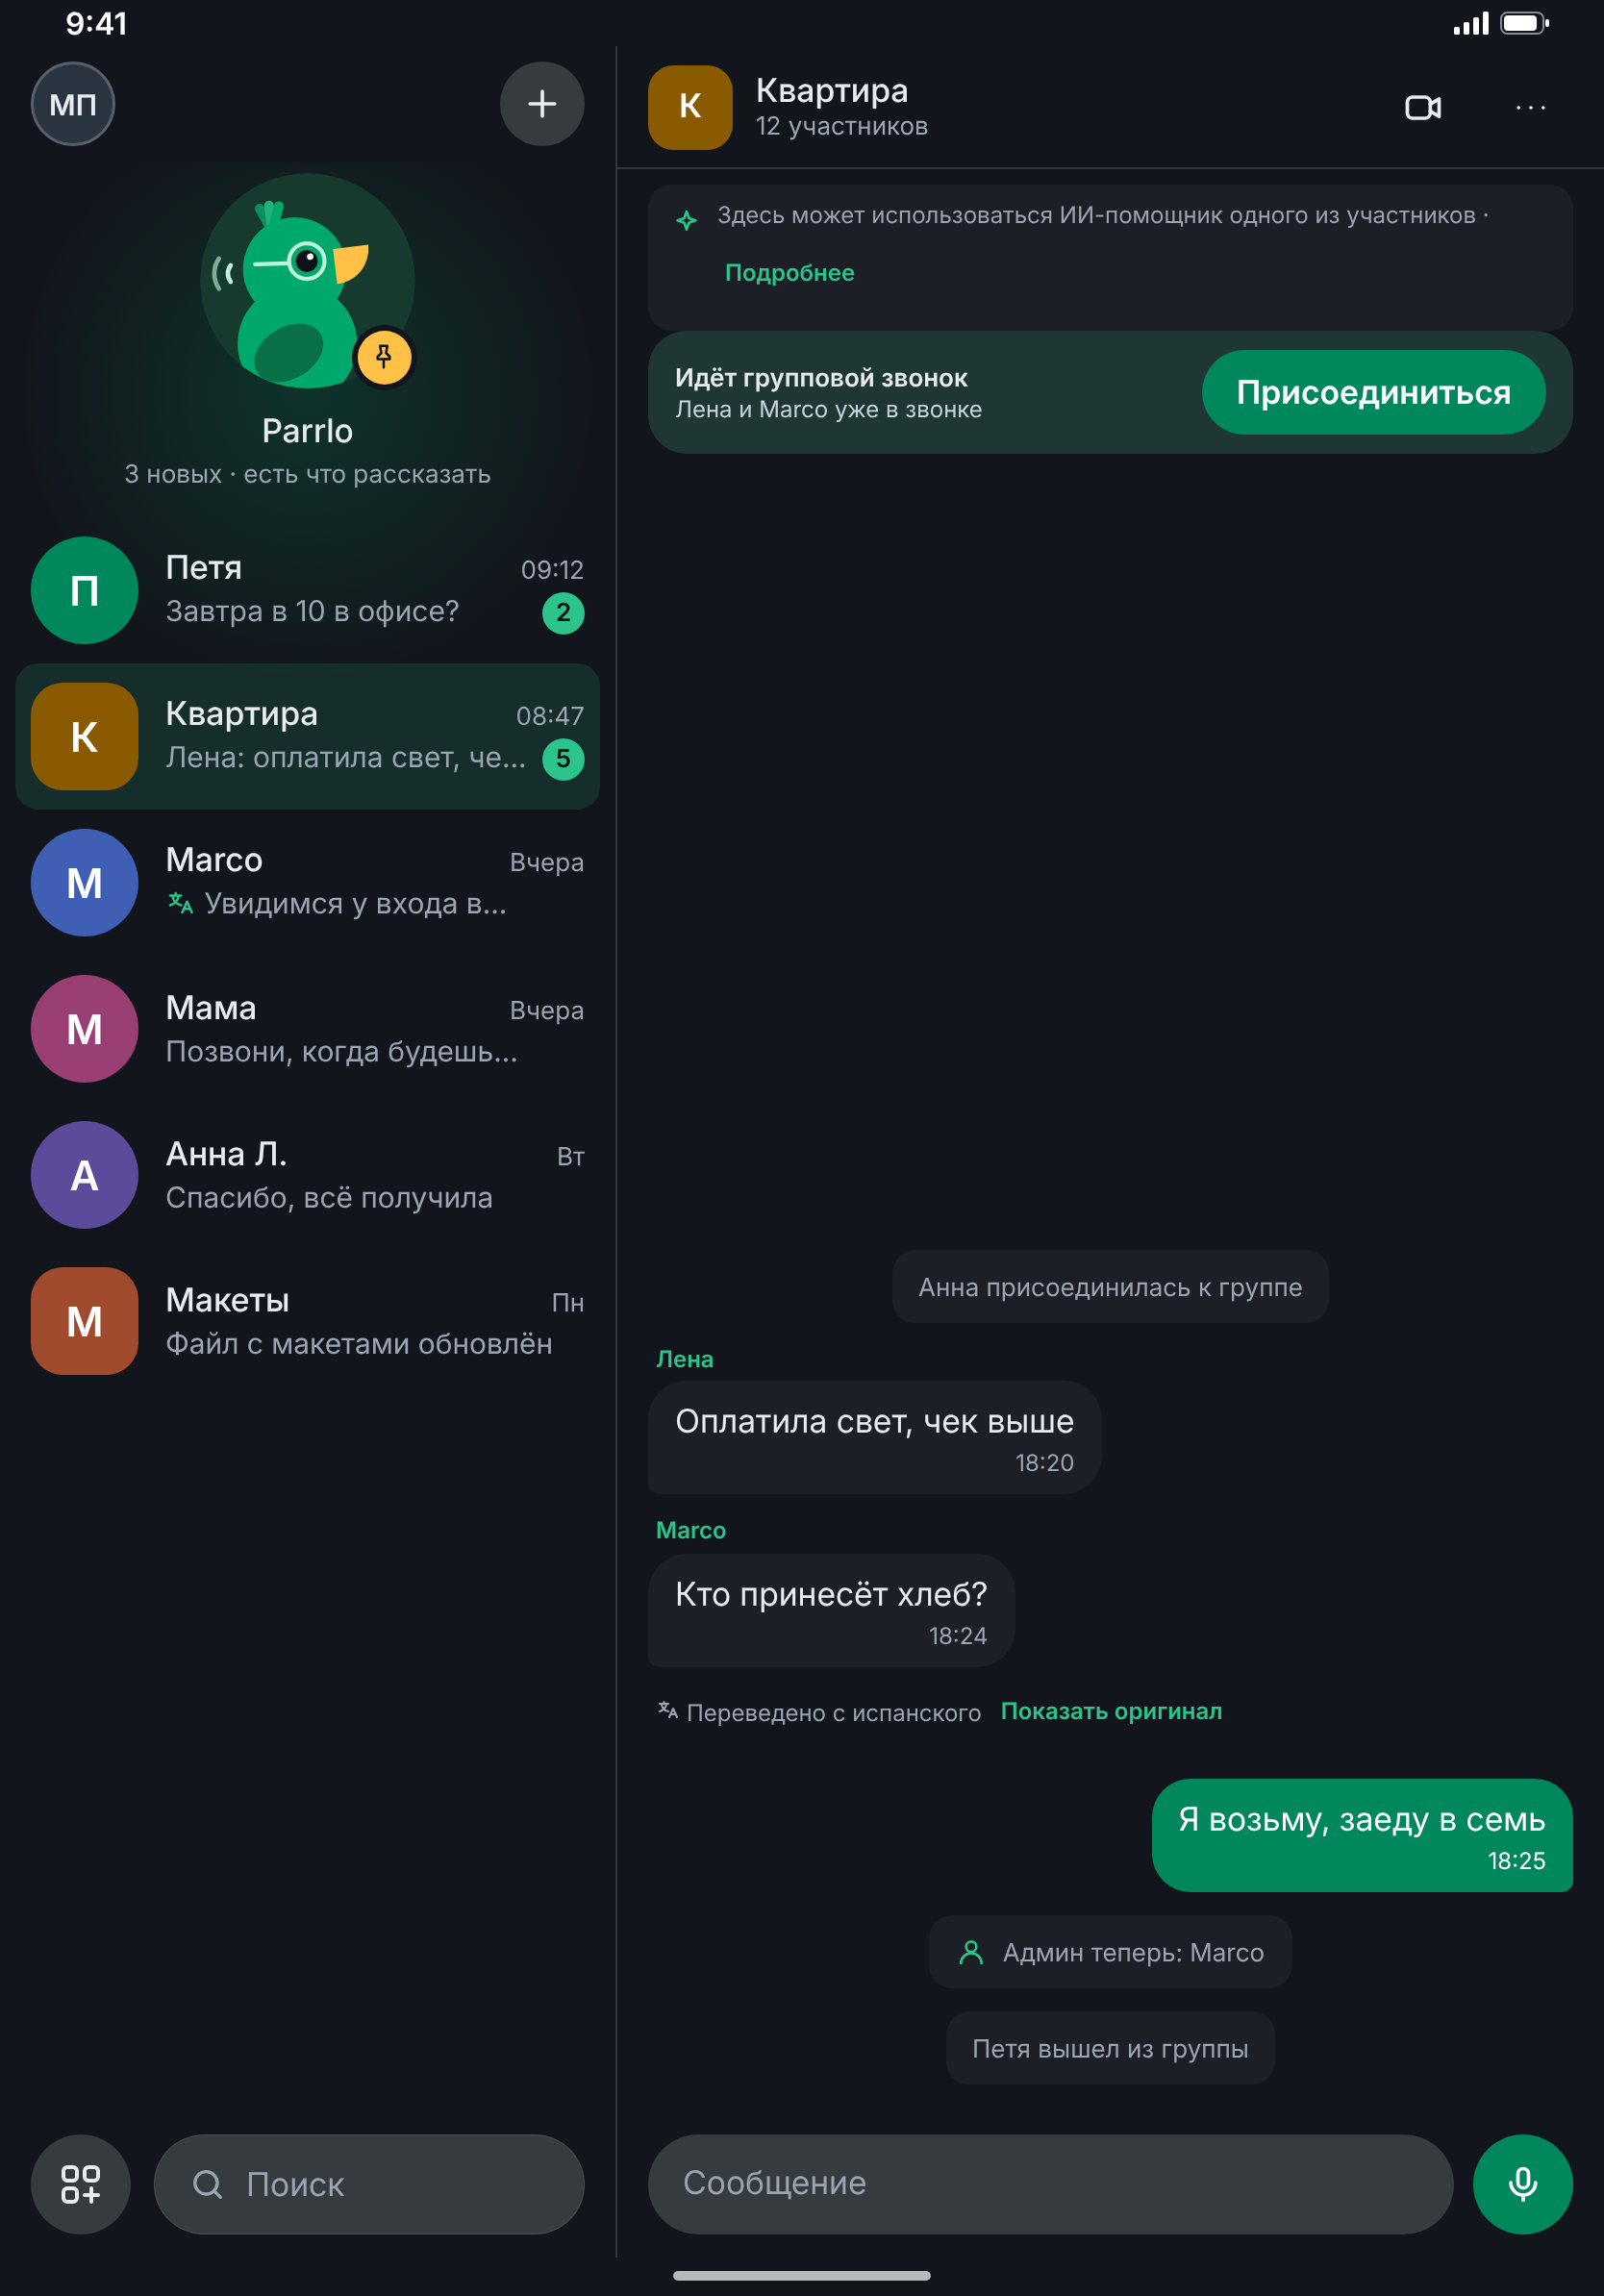 9:41
МП
Parrlo
3 новых · есть что рассказать
П
Петя
09:12
Завтра в 10 в офисе?
2
К
Квартира
08:47
Лена: оплатила свет, че...
5
M
Marco
Вчера
Увидимся у входа в...
М
Мама
Вчера
Позвони, когда будешь...
А
Анна Л.
Вт
Спасибо, всё получила
М
Макеты
Пн
Файл с макетами обновлён
Поиск
К
Квартира
12 участников
Здесь может использоваться ИИ-помощник одного из участников ·
Подробнее
Идёт групповой звонок
Лена и Marco уже в звонке
Присоединиться
Анна присоединилась к группе
Лена
Оплатила свет, чек выше
18:20
Marco
Кто принесёт хлеб?
18:24
Переведено с испанского Показать оригинал
Я возьму, заеду в семь
18:25
Админ теперь: Marco
Петя вышел из группы
Сообщение